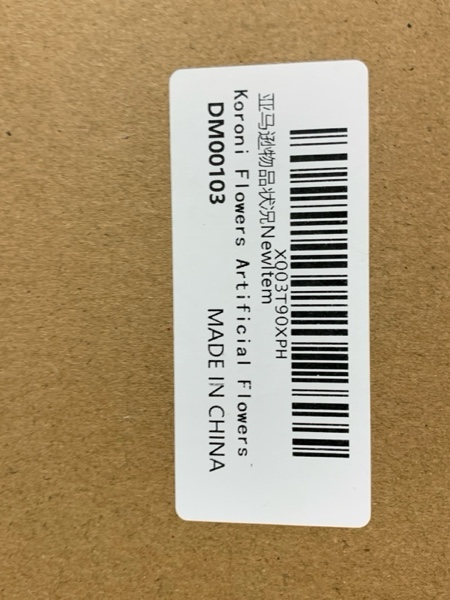 X003T90XPH
亚马逊物品状况NewItem
Koroni Flowers Artificial Flowers
DM00103 MADE IN CHINA